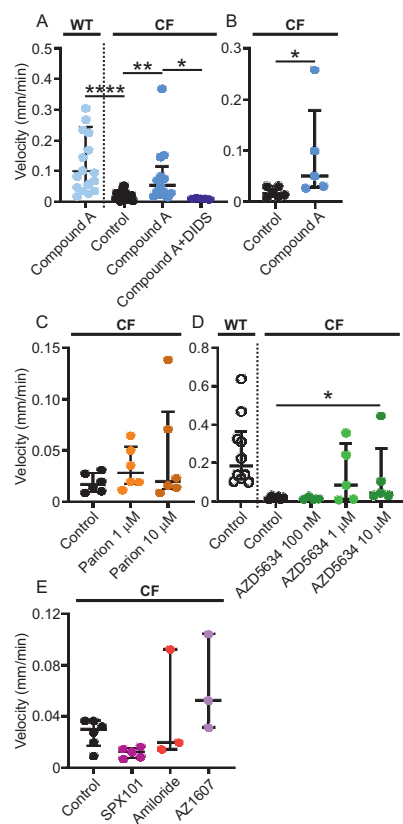 A
WT
CF
B
CF
Velocity (mm/min)
0.5
0.4
0.3
0.2
0.1
0
****
**
*
Compound A
Control
Compound A
Compound A+DIDS
0.3
0.2
0.1
0
*
Control
Compound A
C
CF
D
WT
CF
Velocity (mm/min)
0.15
0.10
0.05
0
Control
Parion 1 µM
Parion 10 µM
0.8
0.6
0.4
0.2
0
*
Control
Control
AZD5634 100 nM
AZD5634 1 µM
AZD5634 10 µM
E
CF
Velocity (mm/min)
0.12
0.08
0.04
0
Control
SPX101
Amiloride
AZ1607